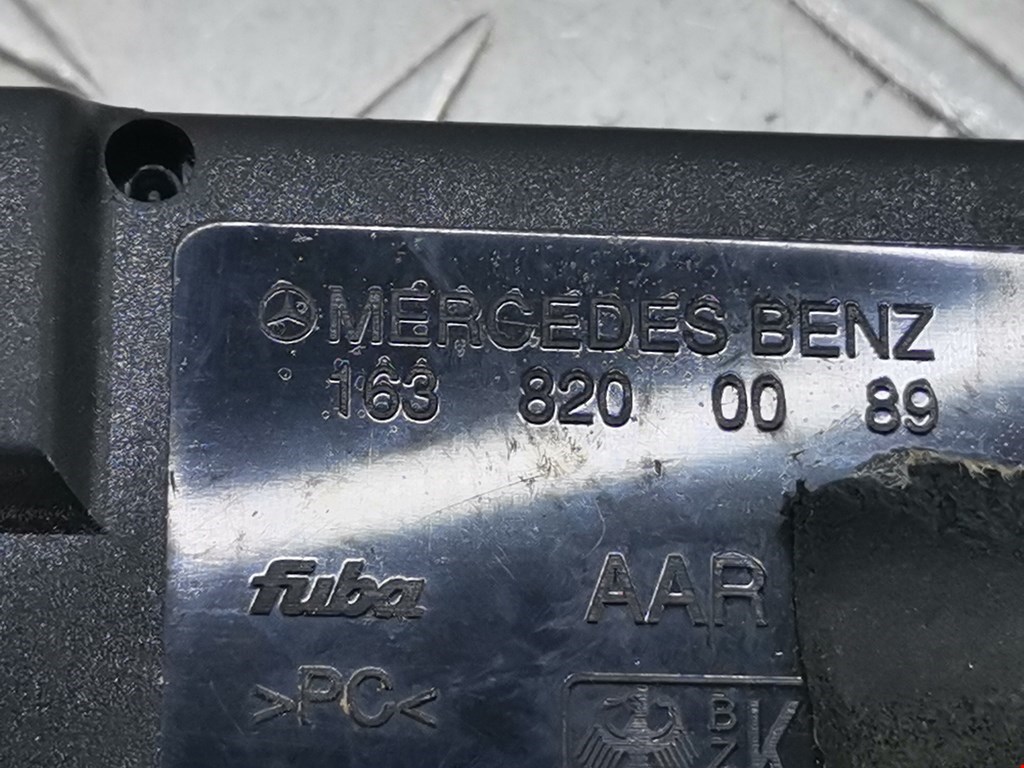 MERCEDES BENZ
163 820 00 89
fuba AAR
>PC<
B
Z K